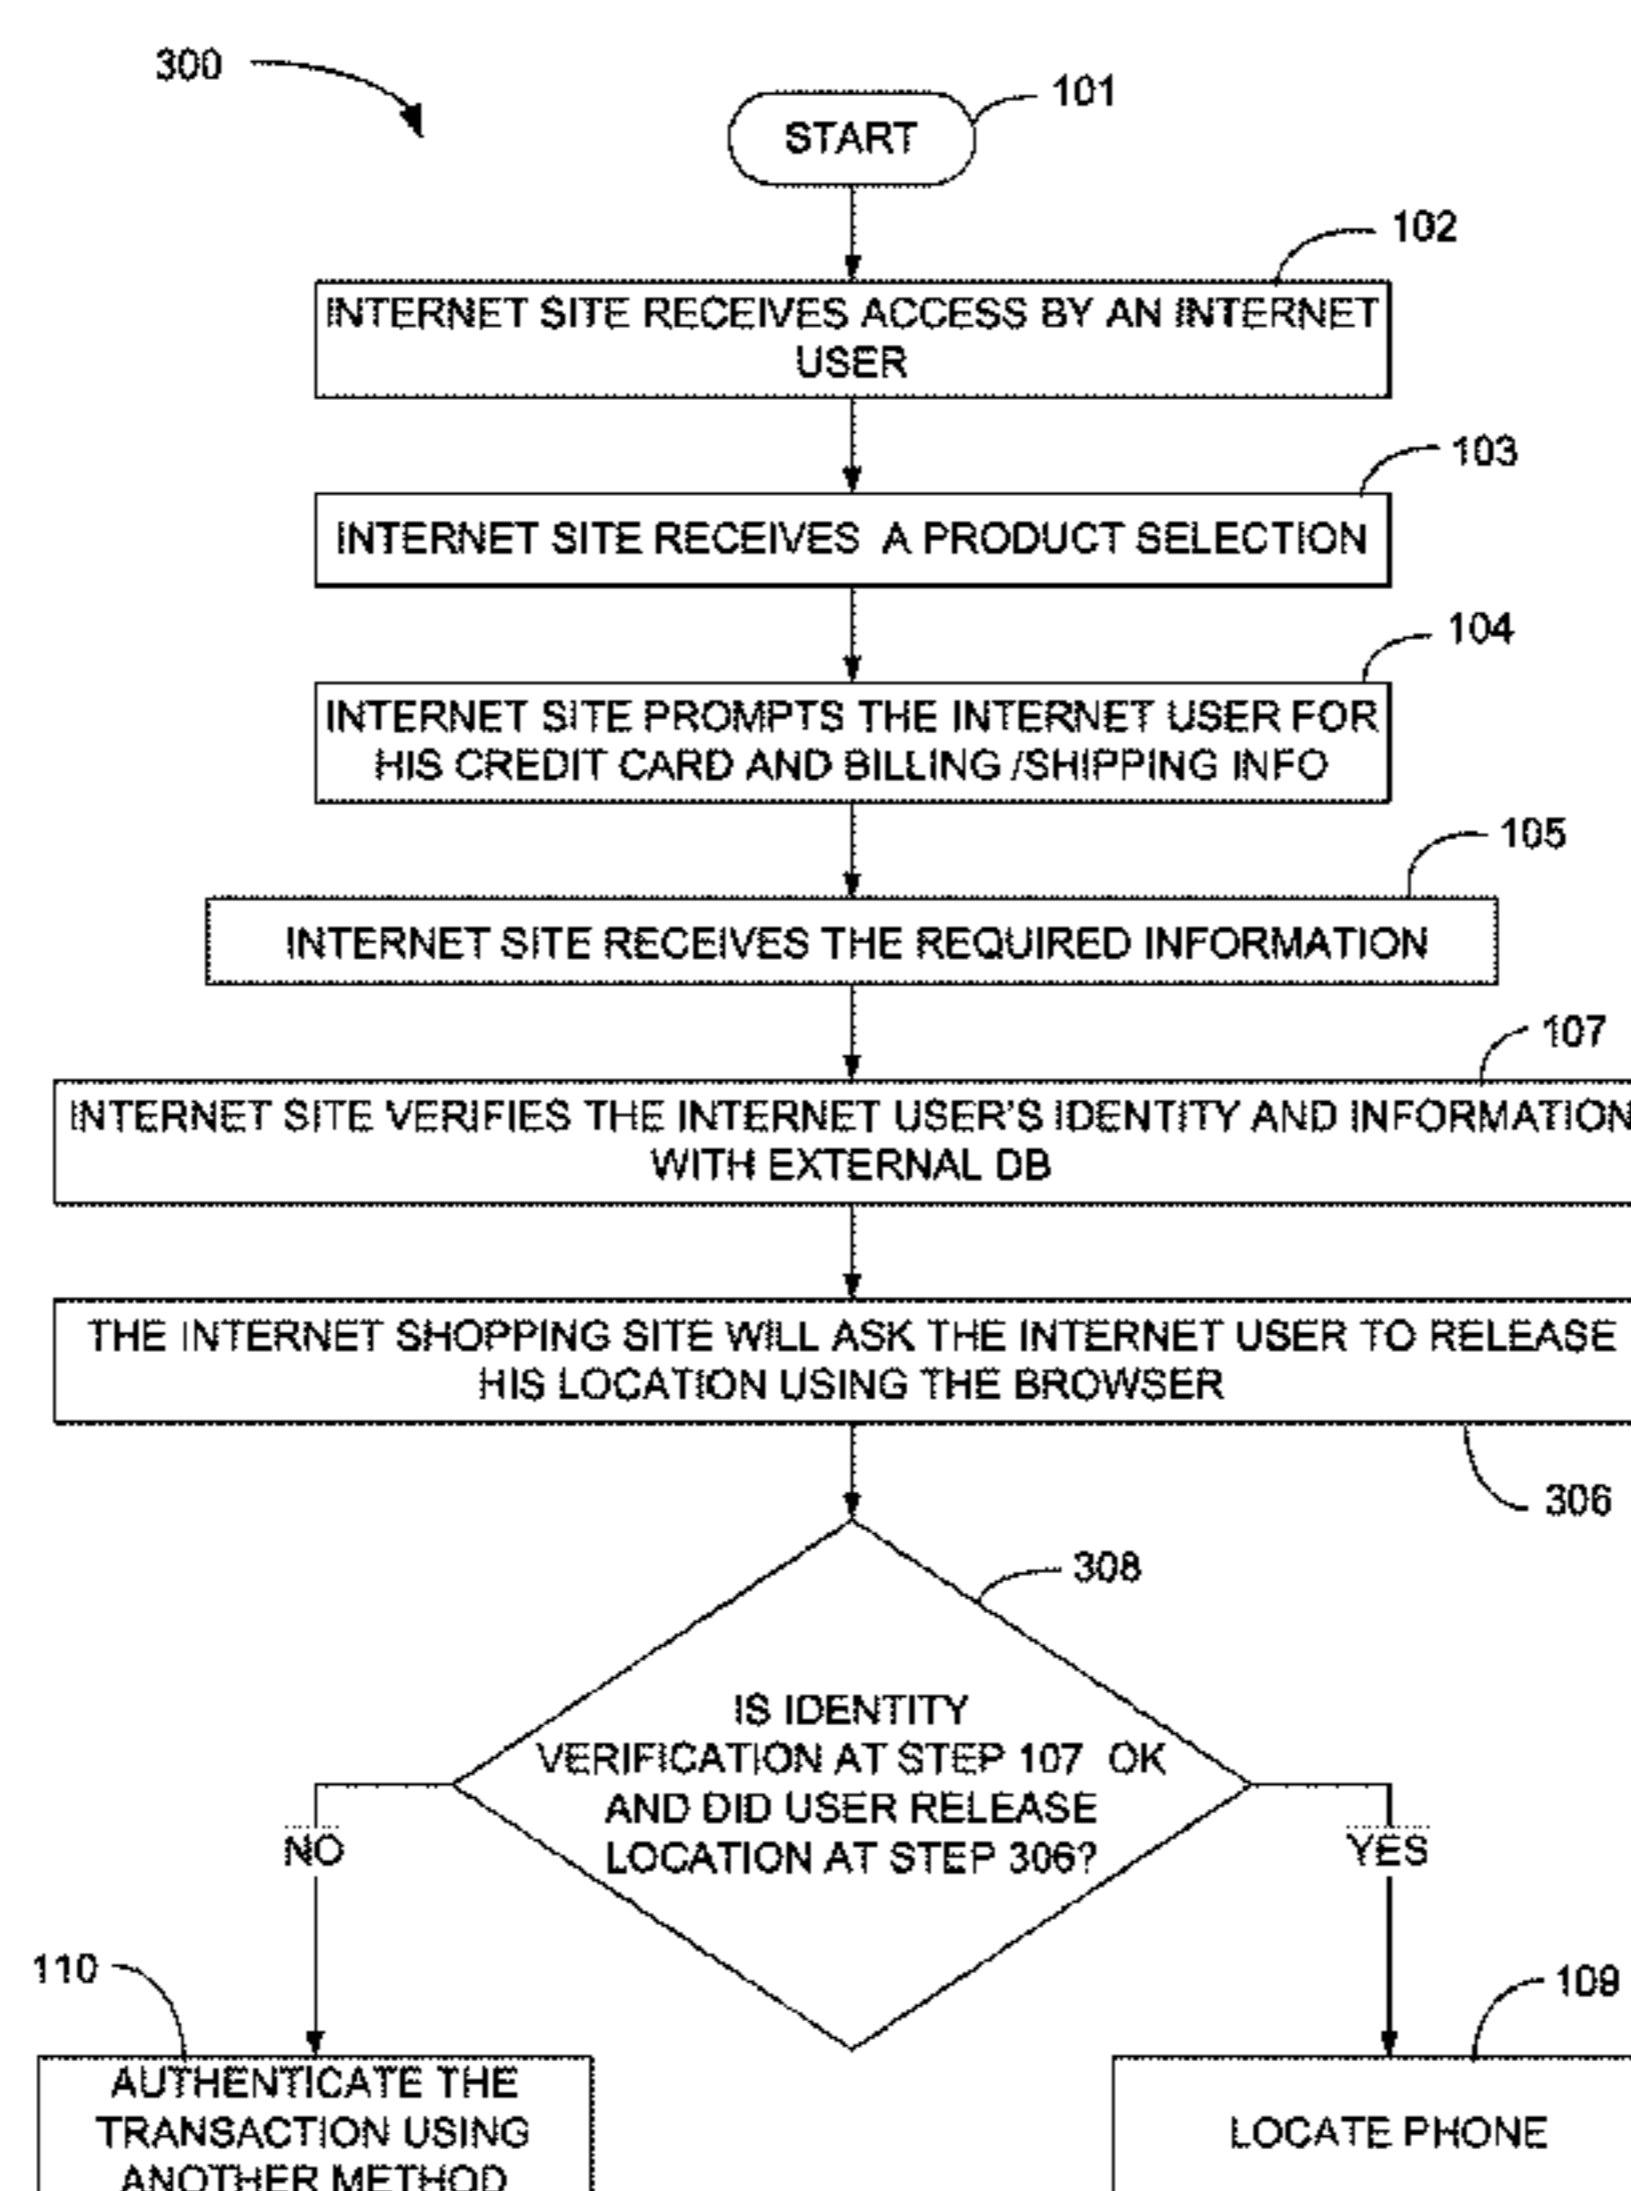 300
101
START
102
INTERNET SITE RECEIVES ACCESS BY AN INTERNET
USER
103
INTERNET SITE RECEIVES A PRODUCT SELECTION
104
INTERNET SITE PROMPTS THE INTERNET USER FOR
HIS CREDIT CARD AND BILLING /SHIPPING INFO
105
INTERNET SITE RECEIVES THE REQUIRED INFORMATION
107
INTERNET SITE VERIFIES THE INTERNET USER'S IDENTITY AND INFORMATION
WITH EXTERNAL DB
THE INTERNET SHOPPING SITE WILL ASK THE INTERNET USER TO RELEASE
HIS LOCATION USING THE BROWSER
306
308
IS IDENTITY
VERIFICATION AT STEP 107 OK
AND DID USER RELEASE
LOCATION AT STEP 306?
NO
YES
110
109
AUTHENTICATE THE
TRANSACTION USING
ANOTHER METHOD
LOCATE PHONE